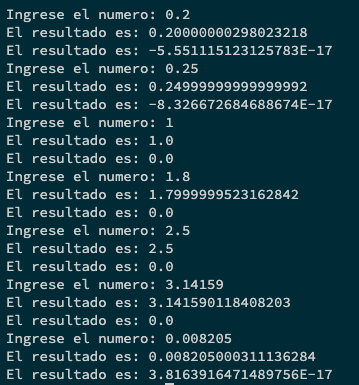 Ingrese el numero: 0.2
El resultado es: 0.20000000298023218
El resultado es: -5.551115123125783E-17
Ingrese el numero: 0.25
El resultado es: 0.24999999999999992
El resultado es: -8.326672684688674E-17
Ingrese el numero: 1
El resultado es: 1.0
El resultado es: 0.0
Ingrese el numero: 1.8
El resultado es: 1.7999999523162842
El resultado es: 0.0
Ingrese el numero: 2.5
El resultado es: 2.5
El resultado es: 0.0
Ingrese el numero: 3.14159
El resultado es: 3.141590118408203
El resultado es: 0.0
Ingrese el numero: 0.008205
El resultado es: 0.008205000311136284
El resultado es: 3.8163916471489756E-17